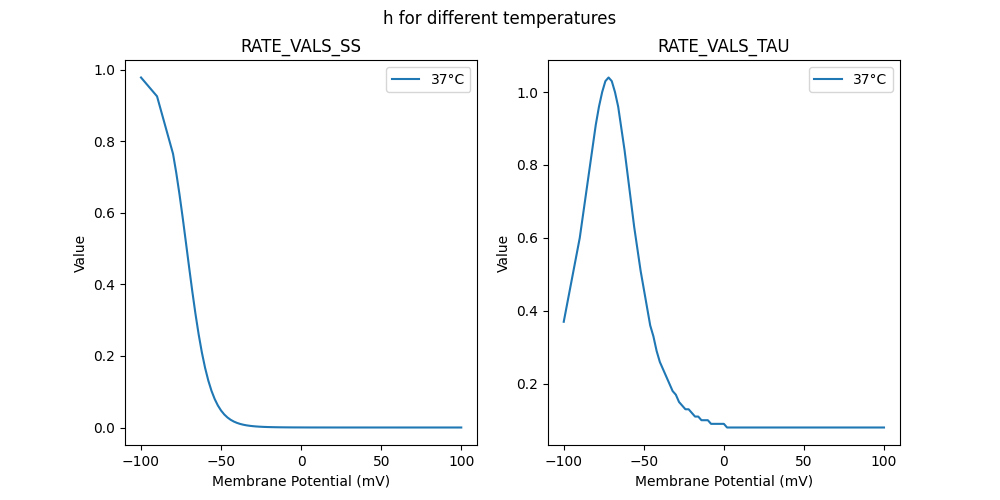 h for different temperatures
RATE_VALS_SS
1.0
0.8
0.6
0.4
0.2
0.0
Value
−100
−50
0
50
100
Membrane Potential (mV)
37°C
RATE_VALS_TAU
1.0
0.8
0.6
0.4
0.2
Value
−100
−50
0
50
100
Membrane Potential (mV)
37°C